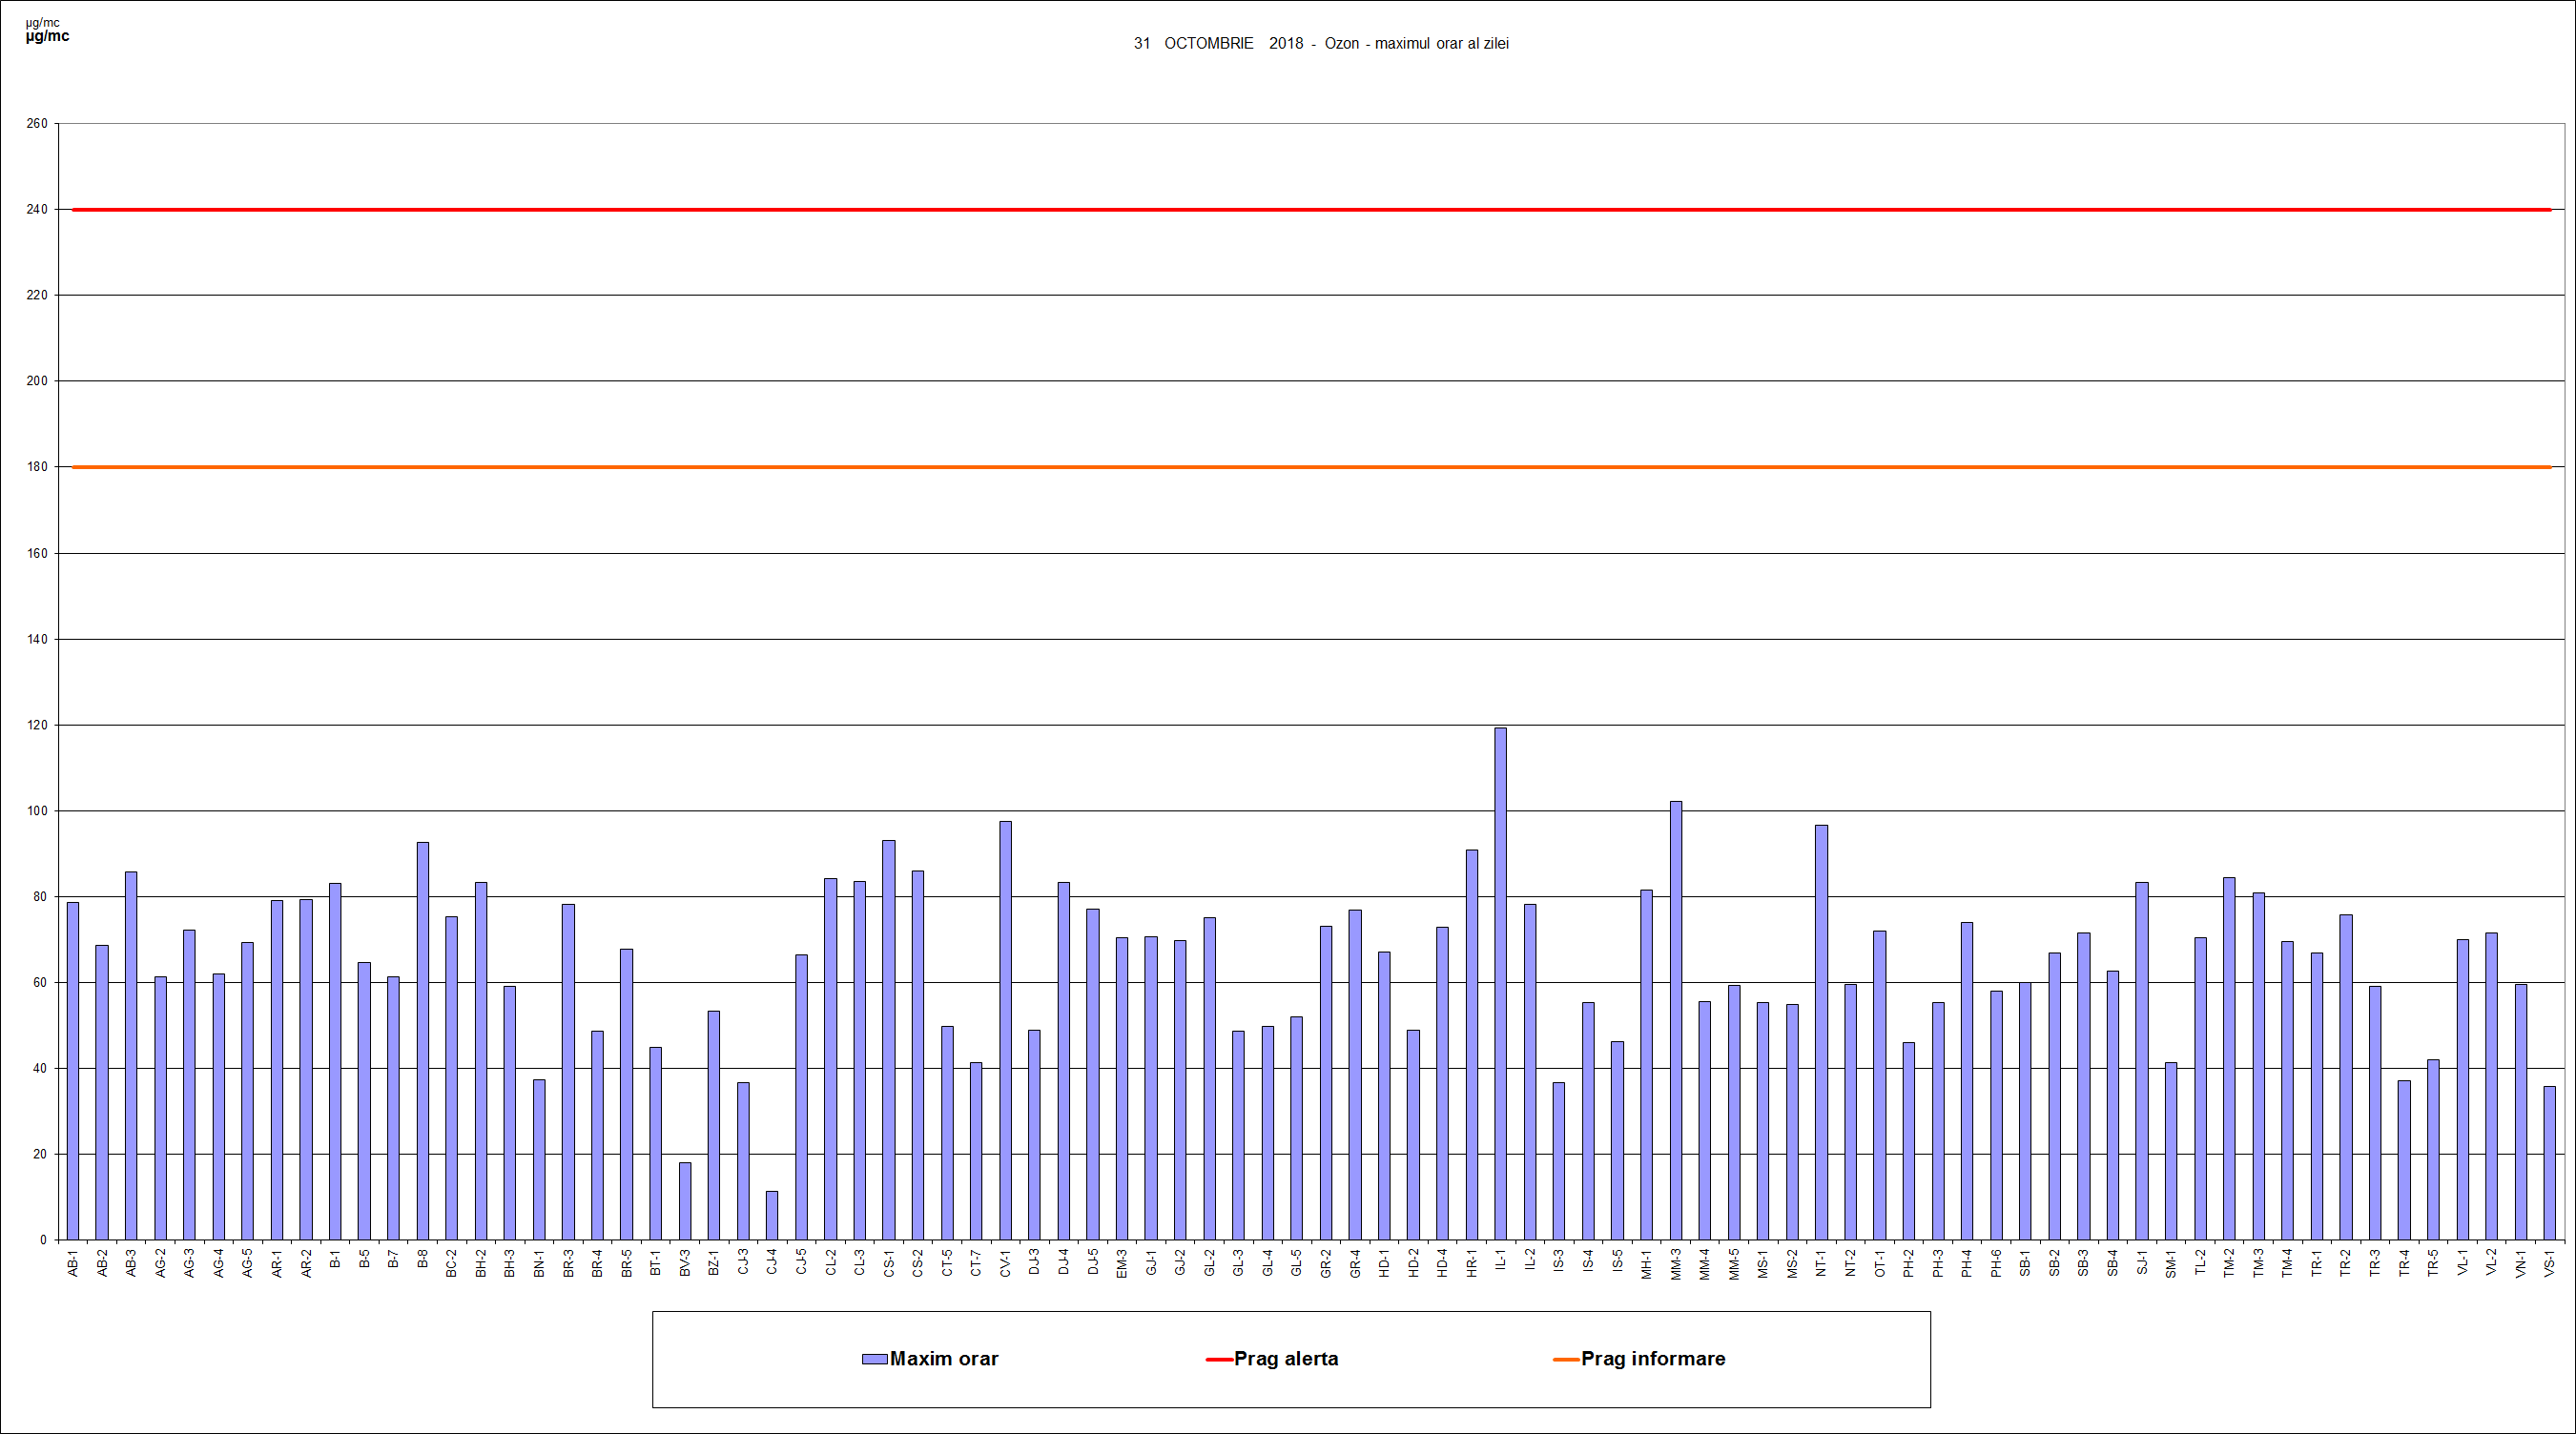 µg/mc
µg/mc
31 OCTOMBRIE 2018 - Ozon - maximul orar al zilei
260
240
220
200
180
160
140
120
100
80
60
40
20
0
AB-1 AB-2 AB-3 AG-2 AG-3 AG-4 AG-5 AR-1 AR-2 B-1 B-5 B-7 B-8 BC-2 BH-2 BH-3 BN-1 BR-3 BR-4 BR-5 BT-1 BV-3 BZ-1 CJ-3 CJ-4 CJ-5 CL-2 CL-3 CS-1 CS-2 CT-5 CT-7 CV-1 DJ-3 DJ-4 DJ-5 EM-3 GJ-1 GJ-2 GL-2 GL-3 GL-4 GL-5 GR-2 GR-4 HD-1 HD-2 HD-4 HR-1 IL-1 IL-2 IS-3 IS-4 IS-5 MH-1 MM-3 MM-4 MM-5 MS-1 MS-2 NT-1 NT-2 OT-1 PH-2 PH-3 PH-4 PH-6 SB-1 SB-2 SB-3 SB-4 SJ-1 SM-1 TL-2 TM-2 TM-3 TM-4 TR-1 TR-2 TR-3 TR-4 TR-5 VL-1 VL-2 VN-1 VS-1
Maxim orar Prag alerta Prag informare